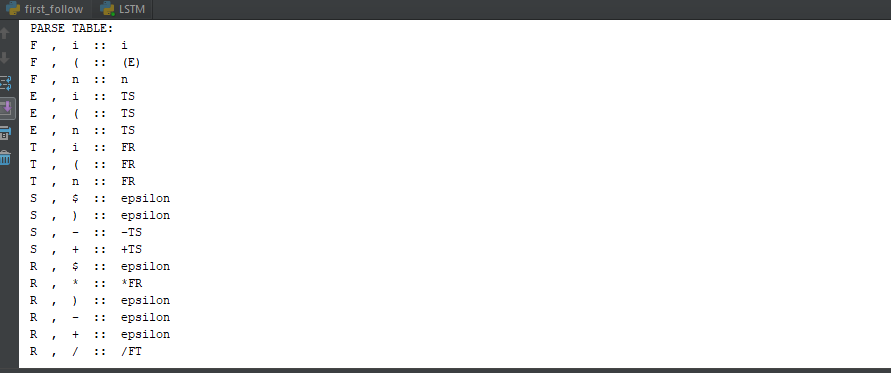 first_follow LSTM
PARSE TABLE:
F , i :: i
F , ( :: (E)
F , n :: n
E , i :: TS
E , ( :: TS
E , n :: TS
T , i :: FR
T , ( :: FR
T , n :: FR
S , $ :: epsilon
S , ) :: epsilon
S , - :: -TS
S , + :: +TS
R , $ :: epsilon
R , * :: *FR
R , ) :: epsilon
R , - :: epsilon
R , + :: epsilon
R , / :: /FT